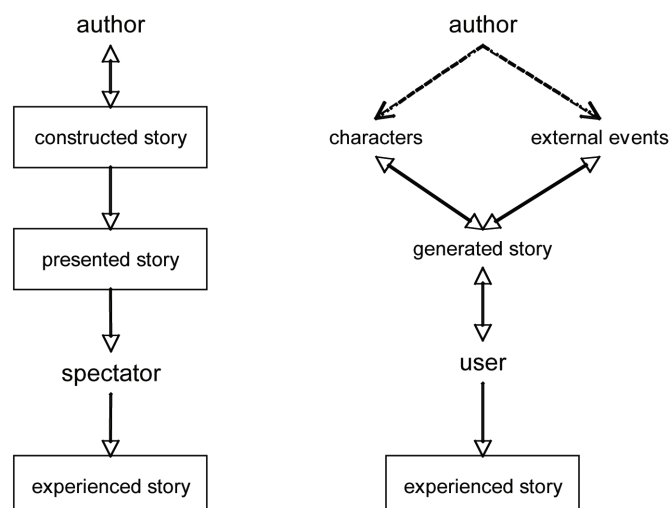 author
constructed story
presented story
spectator
experienced story
author
characters
external events
generated story
user
experienced story